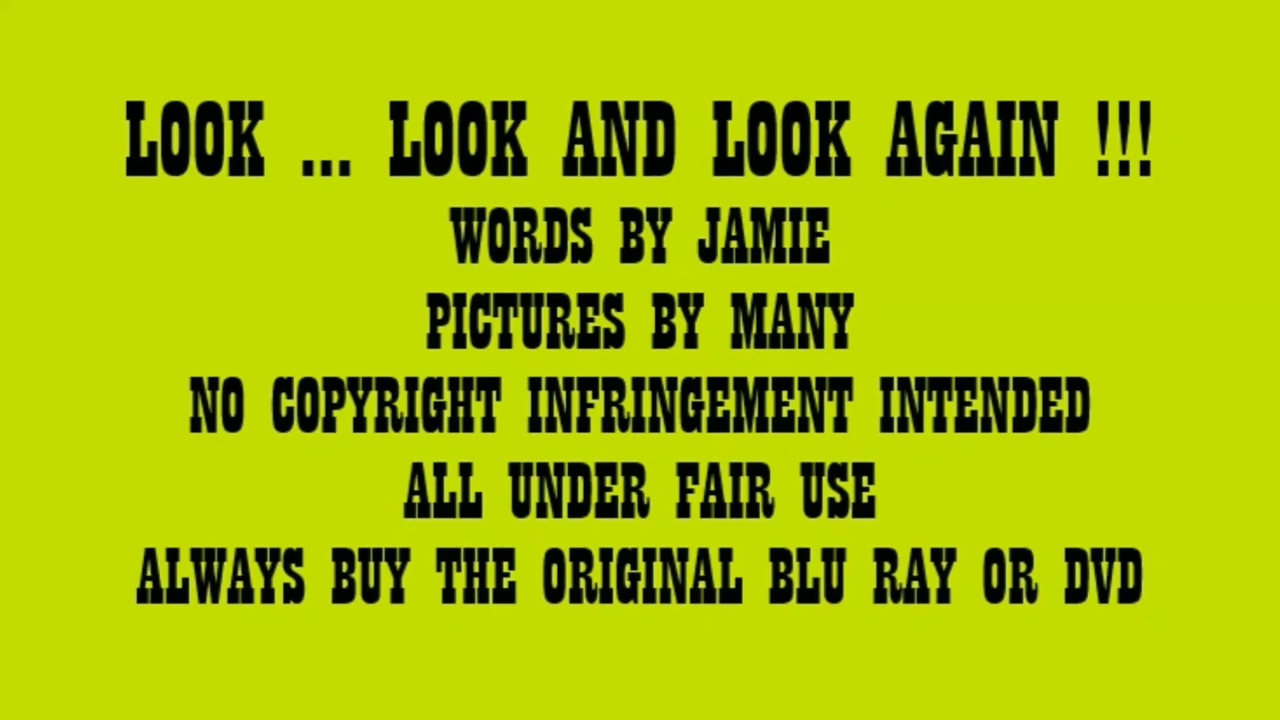 LOOK ... LOOK AND LOOK AGAIN !!!
WORDS BY JAMIE
PICTURES BY MANY
NO COPYRIGHT INFRINGEMENT INTENDED
ALL UNDER FAIR USE
ALWAYS BUY THE ORIGINAL BLU RAY OR DVD